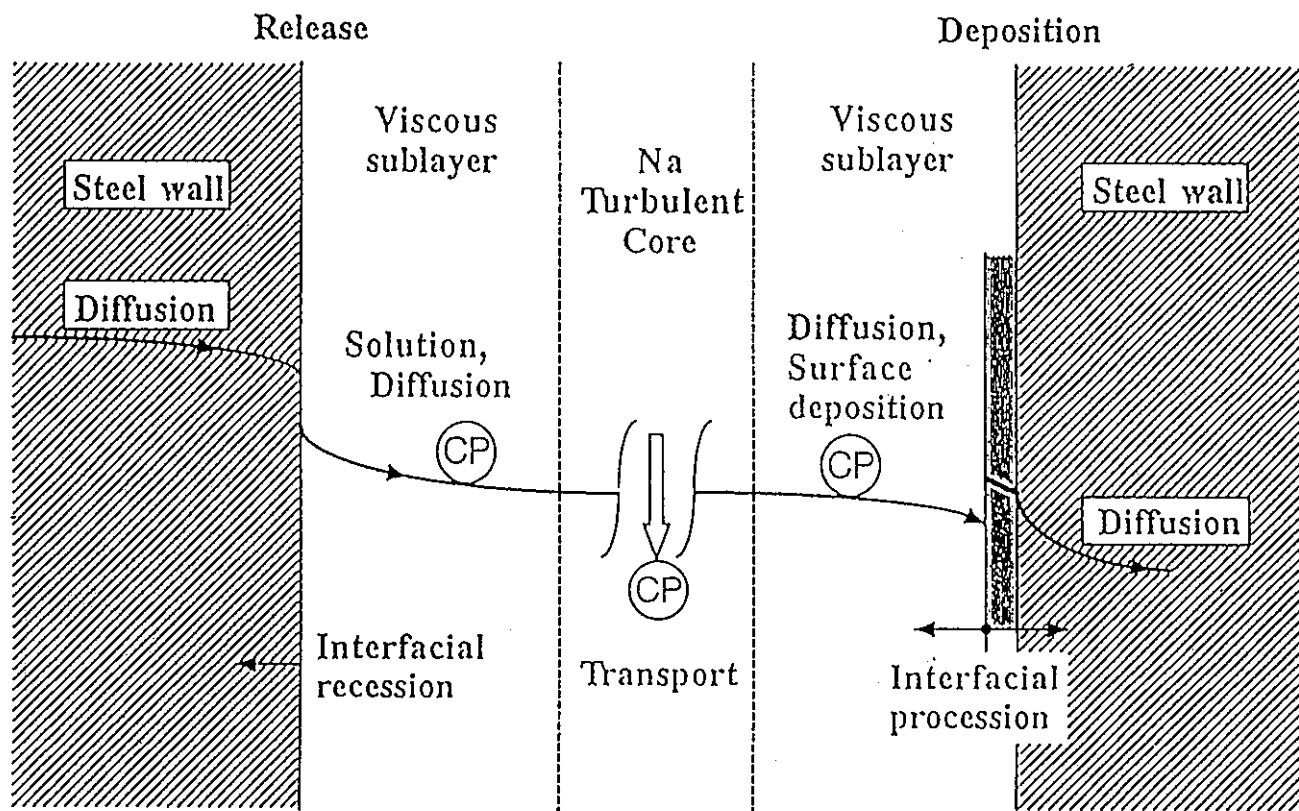 Release
Deposition
Viscous
sublayer
Viscous
sublayer
Na
Turbulent
Core
Steel wall
Steel wall
Diffusion
Solution,
Diffusion
Diffusion,
Surface
deposition
CP
CP
CP
Diffusion
Interfacial
recession
Transport
Interfacial
procession